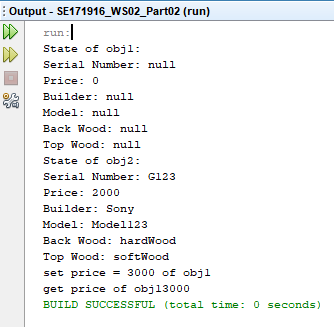 Output - SE171916_WS02_Part02 (run)
run:
State of obj1:
Serial Number: null
Price: 0
Builder: null
Model: null
Back Wood: null
Top Wood: null
State of obj2:
Serial Number: G123
Price: 2000
Builder: Sony
Model: Model123
Back Wood: hardWood
Top Wood: softWood
set price = 3000 of obj1
get price of obj13000
BUILD SUCCESSFUL (total time: 0 seconds)